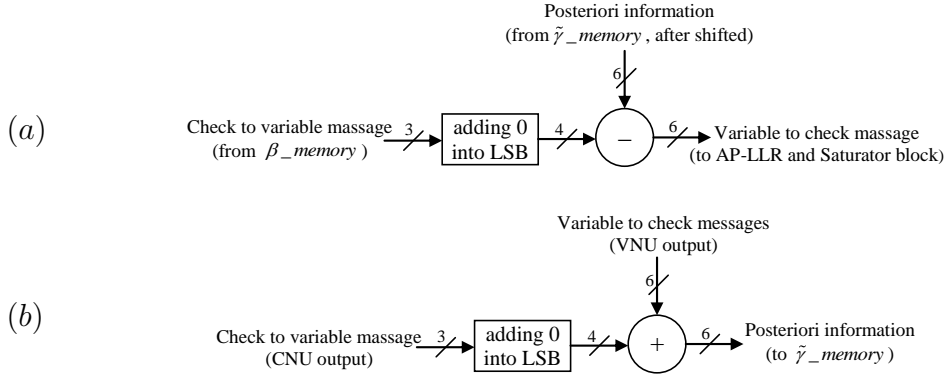 Posteriori information
(from γ̃_memory, after shifted)
6
(a)
Check to variable massage
(from β_memory)
3
adding 0
into LSB
4
−
6
Variable to check massage
(to AP-LLR and Saturator block)
Variable to check messages
(VNU output)
6
(b)
Check to variable massage
(CNU output)
3
adding 0
into LSB
4
+
6
Posteriori information
(to γ̃_memory)